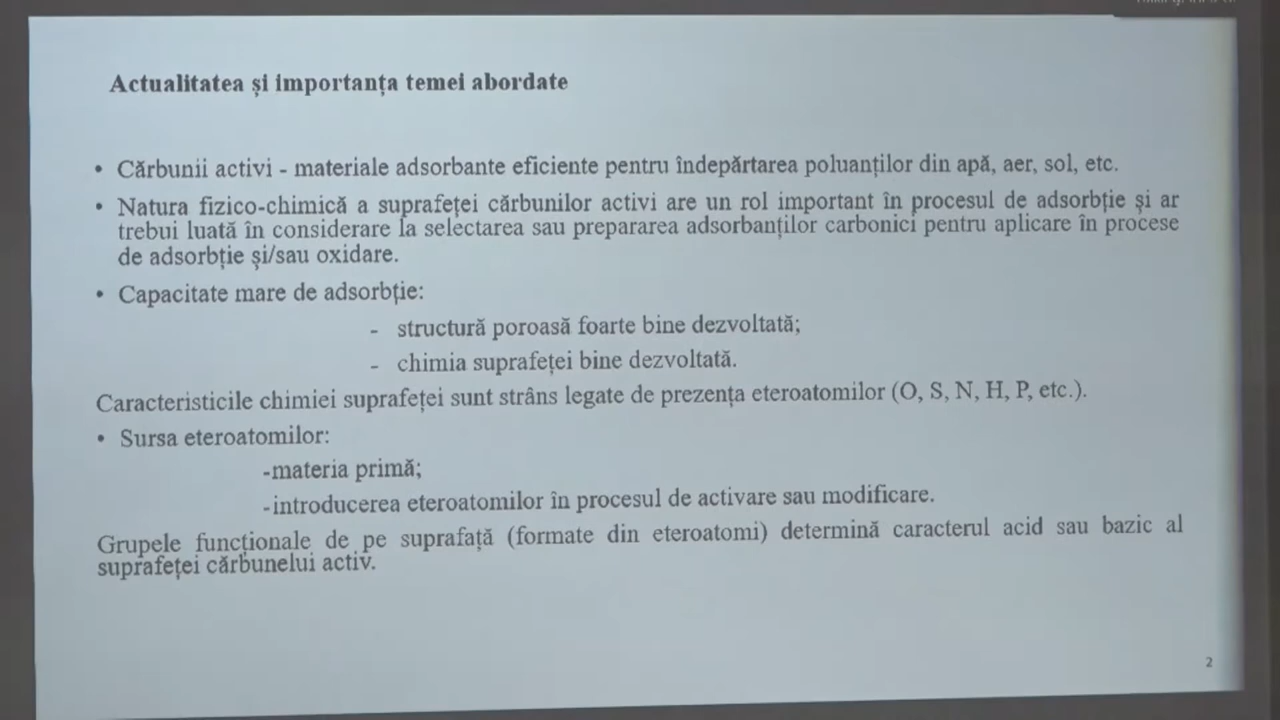 Actualitatea și importanța temei abordate
• Cărbunii activi - materiale adsorbante eficiente pentru îndepărtarea poluanților din apă, aer, sol, etc.
• Natura fizico-chimică a suprafeței cărbunilor activi are un rol important în procesul de adsorbție și ar
trebui luată în considerare la selectarea sau prepararea adsorbanților carbonici pentru aplicare în procese
de adsorbție și/sau oxidare.
• Capacitate mare de adsorbție:
- structură poroasă foarte bine dezvoltată;
- chimia suprafeței bine dezvoltată.
Caracteristicile chimiei suprafeței sunt strâns legate de prezența eteroatomilor (O, S, N, H, P, etc.).
• Sursa eteroatomilor:
-materia primă;
-introducerea eteroatomilor în procesul de activare sau modificare.
Grupele funcționale de pe suprafață (formate din eteroatomi) determină caracterul acid sau bazic al
suprafeței cărbunelui activ.
2